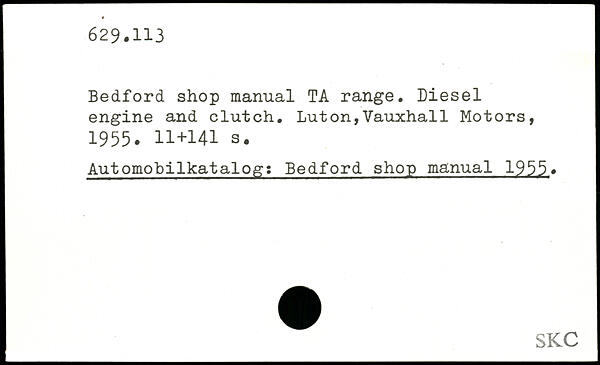 629.113
Bedford shop manual TA range. Diesel
engine and clutch. Luton,Vauxhall Motors,
1955. 11+141 s.
Automobilkatalog: Bedford shop manual 1955.
SKC